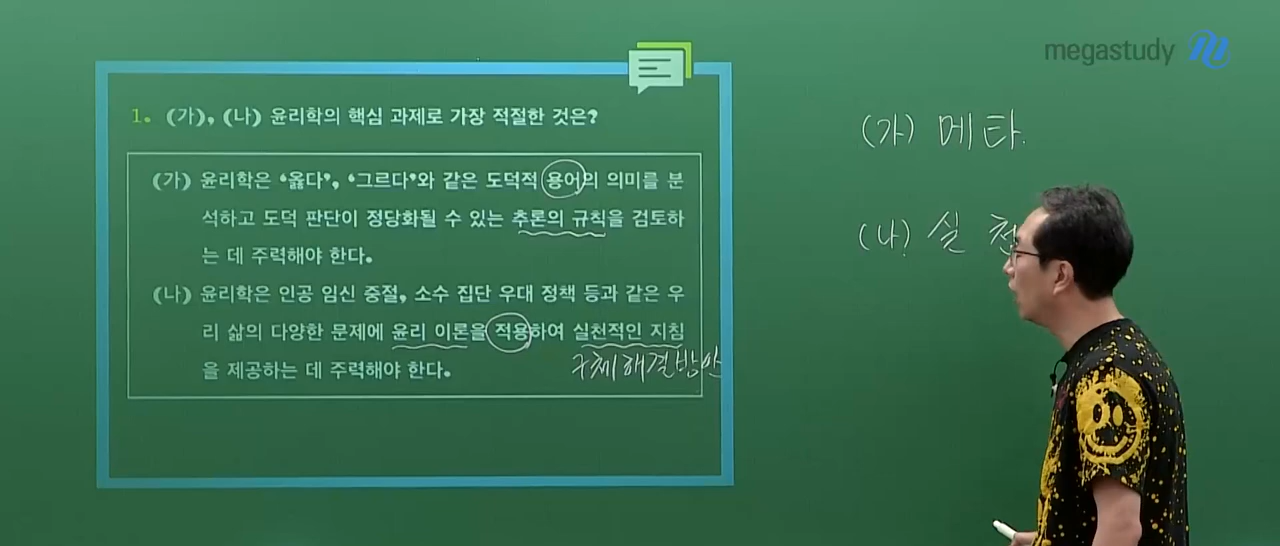 megastudy
1. (가), (나) 윤리학의 핵심 과제로 가장 적절한 것은?
(가) 윤리학은 ‘옳다’, ‘그르다’와 같은 도덕적 용어의 의미를 분
석하고 도덕 판단이 정당화될 수 있는 추론의 규칙을 검토하
는 데 주력해야 한다.
(나) 윤리학은 인공 임신 중절, 소수 집단 우대 정책 등과 같은 우
리 삶의 다양한 문제에 윤리 이론을 적용하여 실천적인 지침
을 제공하는 데 주력해야 한다.
구체해결방안
(가) 메타.
(나) 실천